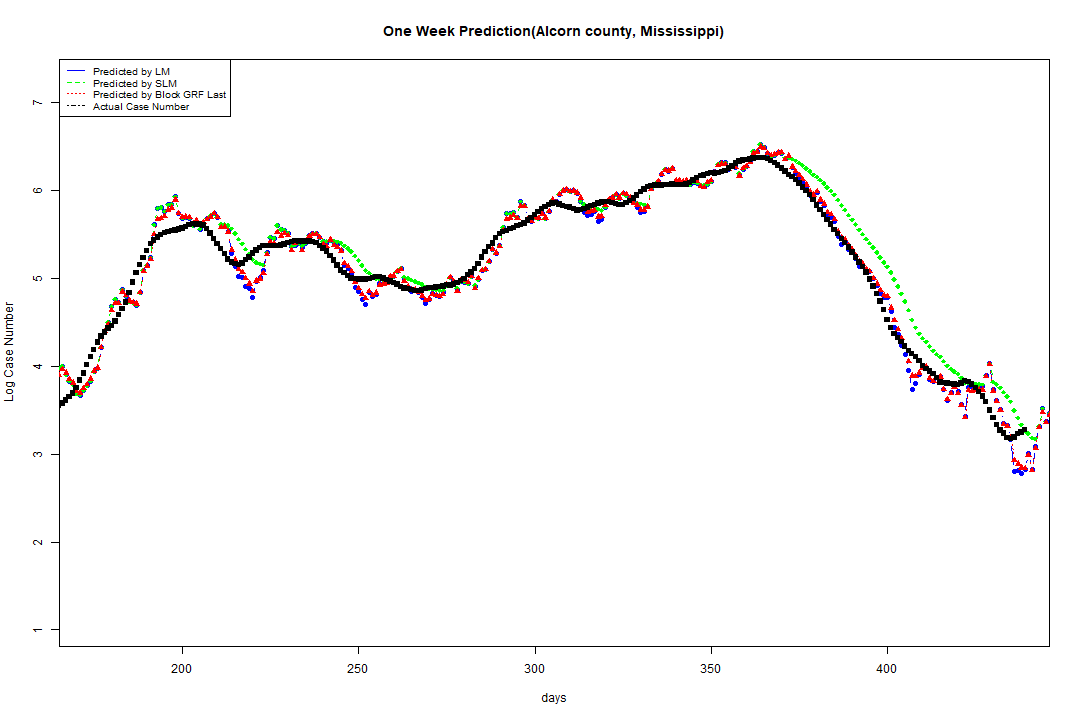 One Week Prediction(Alcorn county, Mississippi)
Predicted by LM
Predicted by SLM
Predicted by Block GRF Last
Actual Case Number
7
6
5
4
3
2
1
Log Case Number
200 250 300 350 400
days